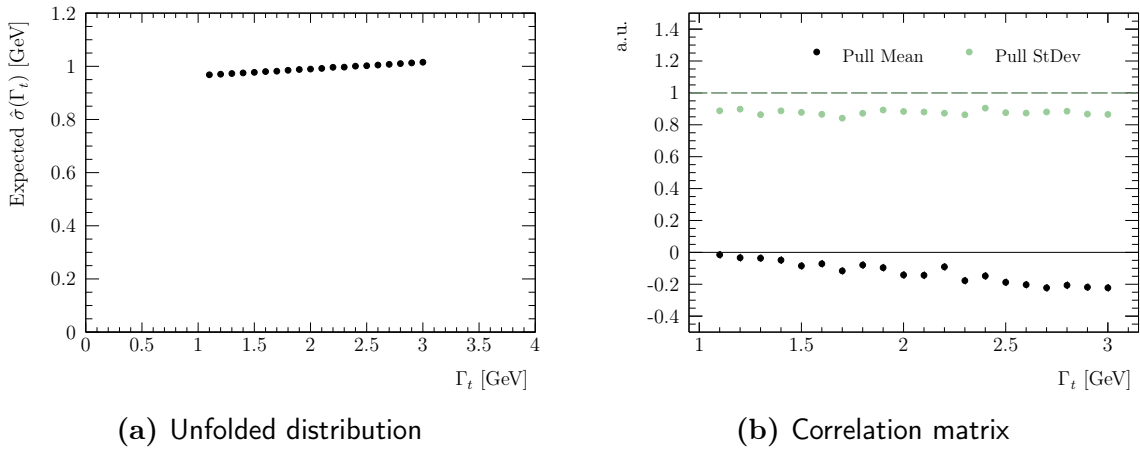 Expected σ̂(Γt) [GeV]
1.2
1
0.8
0.6
0.4
0.2
0
0 0.5 1 1.5 2 2.5 3 3.5 4
Γt [GeV]
(a) Unfolded distribution
a.u.
Pull Mean Pull StDev
1.4
1.2
1
0.8
0.6
0.4
0.2
0
-0.2
-0.4
1 1.5 2 2.5 3
Γt [GeV]
(b) Correlation matrix